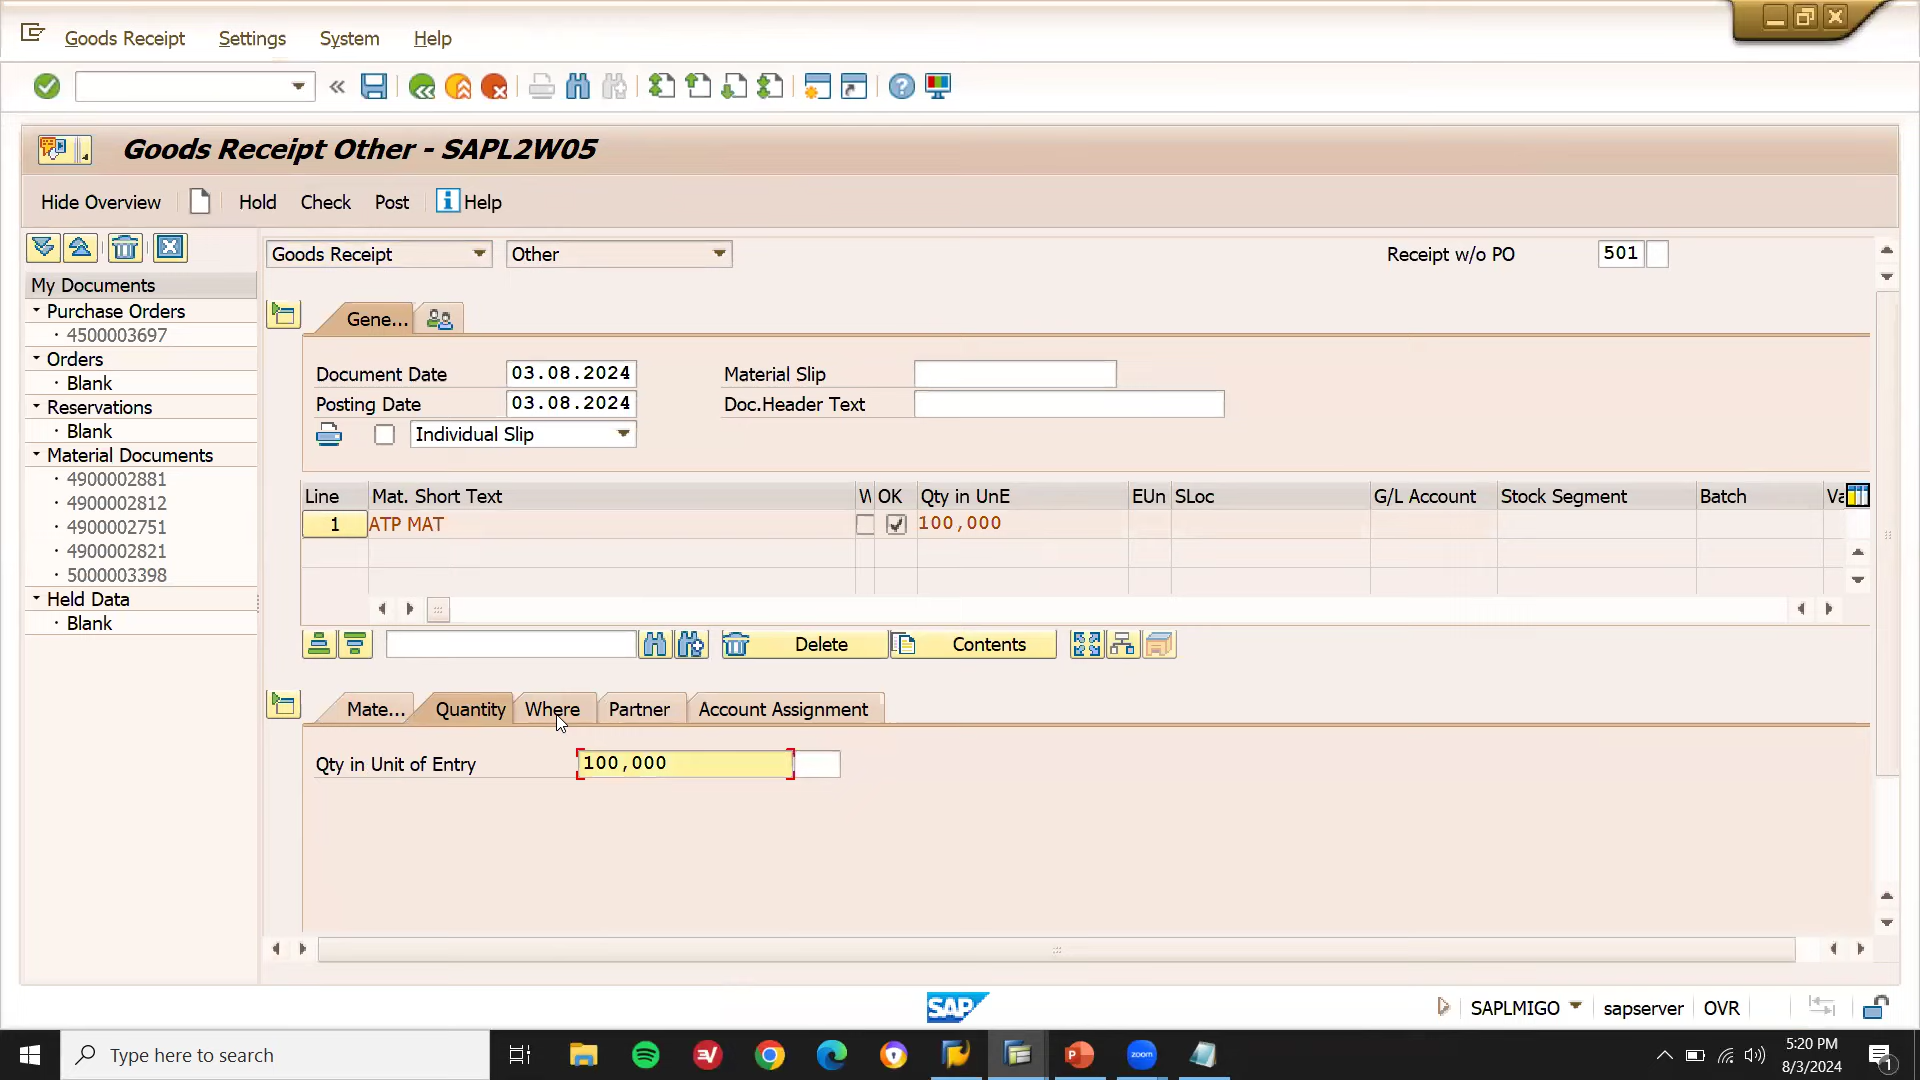 Goods Receipt Settings System Help
Goods Receipt Other - SAPL2W05
Hide Overview Hold Check Post Help
Goods Receipt Other Receipt w/o PO 501
My Documents
Purchase Orders
4500003697
Orders
Blank
Reservations
Blank
Material Documents
4900002881
4900002812
4900002751
4900002821
5000003398
Held Data
Blank
Gene...
Document Date 03.08.2024 Material Slip
Posting Date 03.08.2024 Doc.Header Text
Individual Slip
Line Mat. Short Text W OK Qty in UnE EUn SLoc G/L Account Stock Segment Batch Va
1 ATP MAT 100,000
Delete Contents
Mate... Quantity Where Partner Account Assignment
Qty in Unit of Entry 100,000
SAP SAPLMIGO sapserver OVR
Type here to search
zoom
5:20 PM
8/3/2024
1